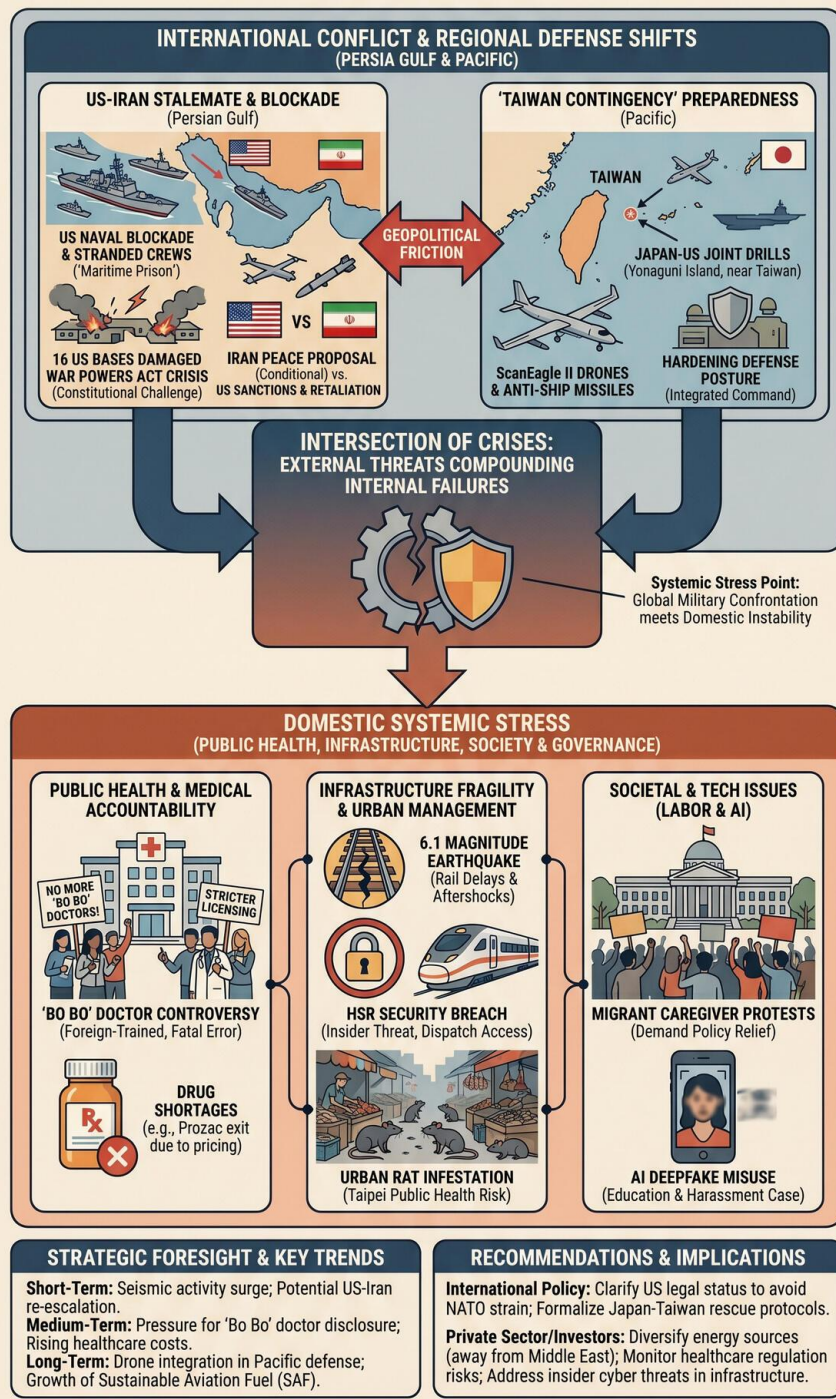 INTERNATIONAL CONFLICT & REGIONAL DEFENSE SHIFTS
(PERSIA GULF & PACIFIC)
US-IRAN STALEMATE & BLOCKADE
(Persian Gulf)
US NAVAL BLOCKADE
& STRANDED CREWS
('Maritime Prison')
16 US BASES DAMAGED
WAR POWERS ACT CRISIS
(Constitutional Challenge)
VS
IRAN PEACE PROPOSAL
(Conditional) vs.
US SANCTIONS & RETALIATION
GEOPOLITICAL
FRICTION
'TAIWAN CONTINGENCY' PREPAREDNESS
(Pacific)
TAIWAN
JAPAN-US JOINT DRILLS
(Yonaguni Island, near Taiwan)
ScanEagle II DRONES
& ANTI-SHIP MISSILES
HARDENING DEFENSE
POSTURE
(Integrated Command)
INTERSECTION OF CRISES:
EXTERNAL THREATS COMPOUNDING
INTERNAL FAILURES
Systemic Stress Point:
Global Military Confrontation
meets Domestic Instability
DOMESTIC SYSTEMIC STRESS
(PUBLIC HEALTH, INFRASTRUCTURE, SOCIETY & GOVERNANCE)
PUBLIC HEALTH & MEDICAL
ACCOUNTABILITY
NO MORE
'BO BO'
DOCTORS!
STRICTER
LICENSING
'BO BO' DOCTOR CONTROVERSY
(Foreign-Trained, Fatal Error)
Rx
DRUG
SHORTAGES
(e.g., Prozac exit
due to pricing)
INFRASTRUCTURE FRAGILITY
& URBAN MANAGEMENT
6.1 MAGNITUDE
EARTHQUAKE
(Rail Delays &
Aftershocks)
HSR SECURITY BREACH
(Insider Threat, Dispatch Access)
URBAN RAT INFESTATION
(Taipei Public Health Risk)
SOCIETAL & TECH ISSUES
(LABOR & AI)
MIGRANT CAREGIVER PROTESTS
(Demand Policy Relief)
AI DEEPFAKE MISUSE
(Education & Harassment Case)
STRATEGIC FORESIGHT & KEY TRENDS
Short-Term: Seismic activity surge; Potential US-Iran
re-escalation.
Medium-Term: Pressure for 'Bo Bo' doctor disclosure;
Rising healthcare costs.
Long-Term: Drone integration in Pacific defense;
Growth of Sustainable Aviation Fuel (SAF).
RECOMMENDATIONS & IMPLICATIONS
International Policy: Clarify US legal status to avoid
NATO strain; Formalize Japan-Taiwan rescue protocols.
Private Sector/Investors: Diversify energy sources
(away from Middle East); Monitor healthcare regulation
risks; Address insider cyber threats in infrastructure.